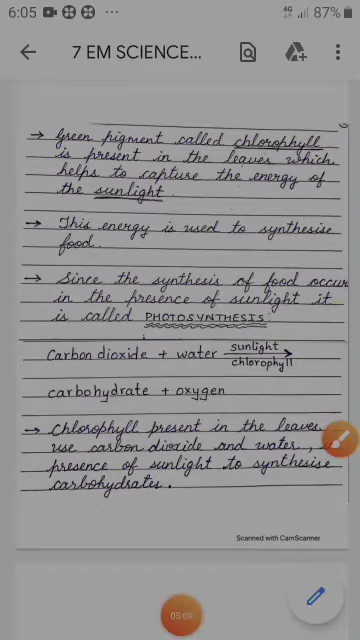 6:05 ... 4G 87%
7 EM SCIENCE...
6
→ Green pigment called chlorophyll
is present in the leaves which
helps to capture the energy of
the sunlight.
→ This energy is used to synthesise
food.
→ Since the synthesis of food occur
in the presence of sunlight it
is called PHOTOSYNTHESIS.
Carbon dioxide + water sunlight → chlorophyll
carbohydrate + oxygen
→ Chlorophyll present in the leaves
use carbon dioxide and water,
presence of sunlight to synthesise
carbohydrates.
Scanned with CamScanner
05:09